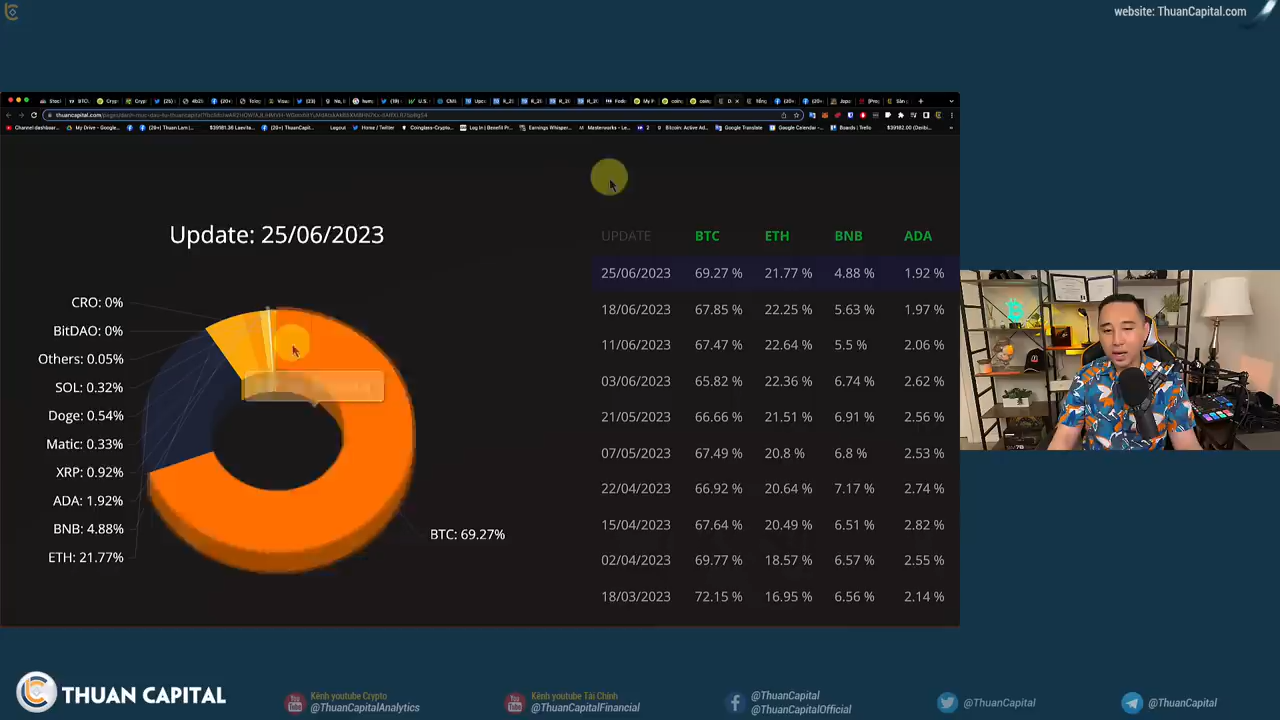 website: ThuanCapital.com
Update: 25/06/2023
CRO: 0%
BitDAO: 0%
Others: 0.05%
SOL: 0.32%
Doge: 0.54%
Matic: 0.33%
XRP: 0.92%
ADA: 1.92%
BNB: 4.88%
ETH: 21.77%
BTC: 69.27%
UPDATE BTC ETH BNB ADA
25/06/2023 69.27 % 21.77 % 4.88 % 1.92 %
18/06/2023 67.85 % 22.25 % 5.63 % 1.97 %
11/06/2023 67.47 % 22.64 % 5.5 % 2.06 %
03/06/2023 65.82 % 22.36 % 6.74 % 2.62 %
21/05/2023 66.66 % 21.51 % 6.91 % 2.56 %
07/05/2023 67.49 % 20.8 % 6.8 % 2.53 %
22/04/2023 66.92 % 20.64 % 7.17 % 2.74 %
15/04/2023 67.64 % 20.49 % 6.51 % 2.82 %
02/04/2023 69.77 % 18.57 % 6.57 % 2.55 %
18/03/2023 72.15 % 16.95 % 6.56 % 2.14 %
THUAN CAPITAL
Kênh youtube Crypto
@ThuanCapitalAnalytics
Kênh youtube Tài Chính
@ThuanCapitalFinancial
@ThuanCapital
@ThuanCapitalOfficial
@ThuanCapital
@ThuanCapital